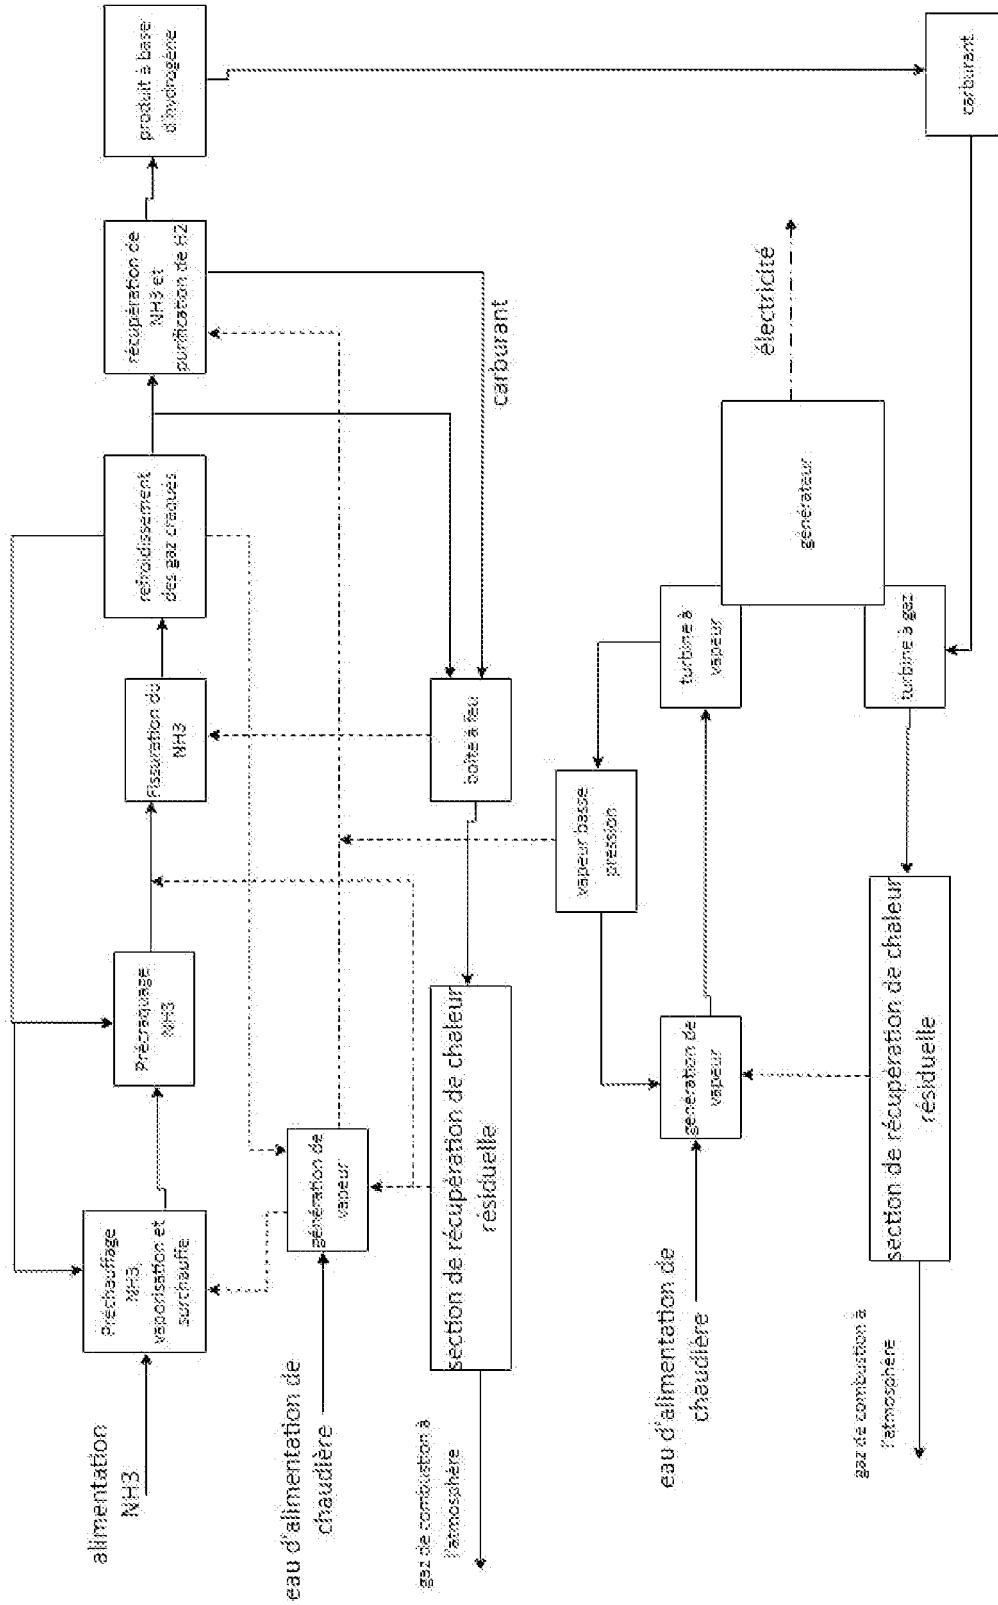 alimentation
NH3
Préchauffage
NH3,
vaporisation et
surchauffe
Précraquage
NH3
Fissuration du
NH3
refroidissement
des gaz craqués
récupération de
NH3 et
purification de H2
produit à base
d'hydrogène
eau d'alimentation de
chaudière
génération de
vapeur
gaz de combustion à
l'atmosphère
section de récupération de chaleur
résiduelle
boîte à feu
carburant
vapeur basse
pression
eau d'alimentation de
chaudière
génération de
vapeur
turbine à
vapeur
générateur
électricité
gaz de combustion à
l'atmosphère
section de récupération de chaleur
résiduelle
turbine à gaz
carburant